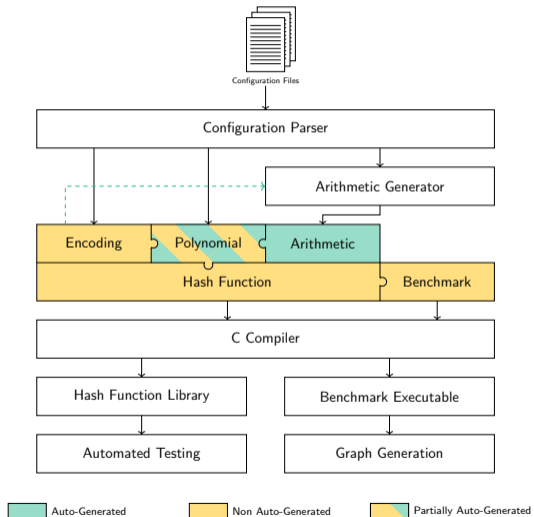 Configuration Files
Configuration Parser
Arithmetic Generator
Encoding
Polynomial
Arithmetic
Hash Function
Benchmark
C Compiler
Hash Function Library
Benchmark Executable
Automated Testing
Graph Generation
Auto-Generated
Non Auto-Generated
Partially Auto-Generated